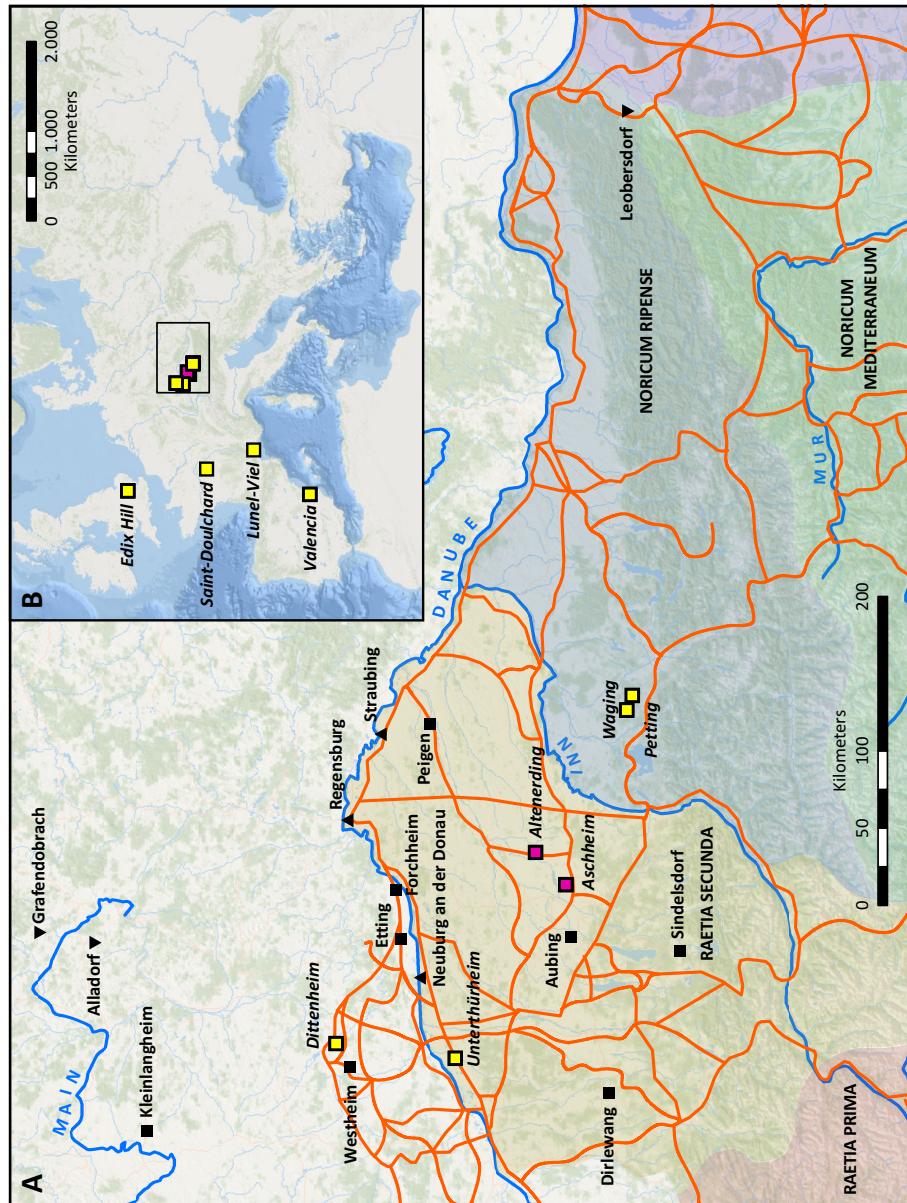 A
MAIN
Kleinlangheim
Alladorf
Grafendobrach
Westheim
Dittenheim
Etting
Forchheim
Neuburg an der Donau
Regensburg
Straubing
Unterthürheim
Peigen
DANUBE
Altenerding
Aschheim
Aubing
INN
Dirlewang
Sindelsdorf
RAETIA SECUNDA
RAETIA PRIMA
Waging
Petting
NORICUM RIPENSE
Leobersdorf
MUR
NORICUM
MEDITERRANEUM
0 50 100 200
Kilometers
B
0 500 1.000 2.000
Kilometers
Edix Hill
Saint-Doulchard
Lunel-Viel
Valencia